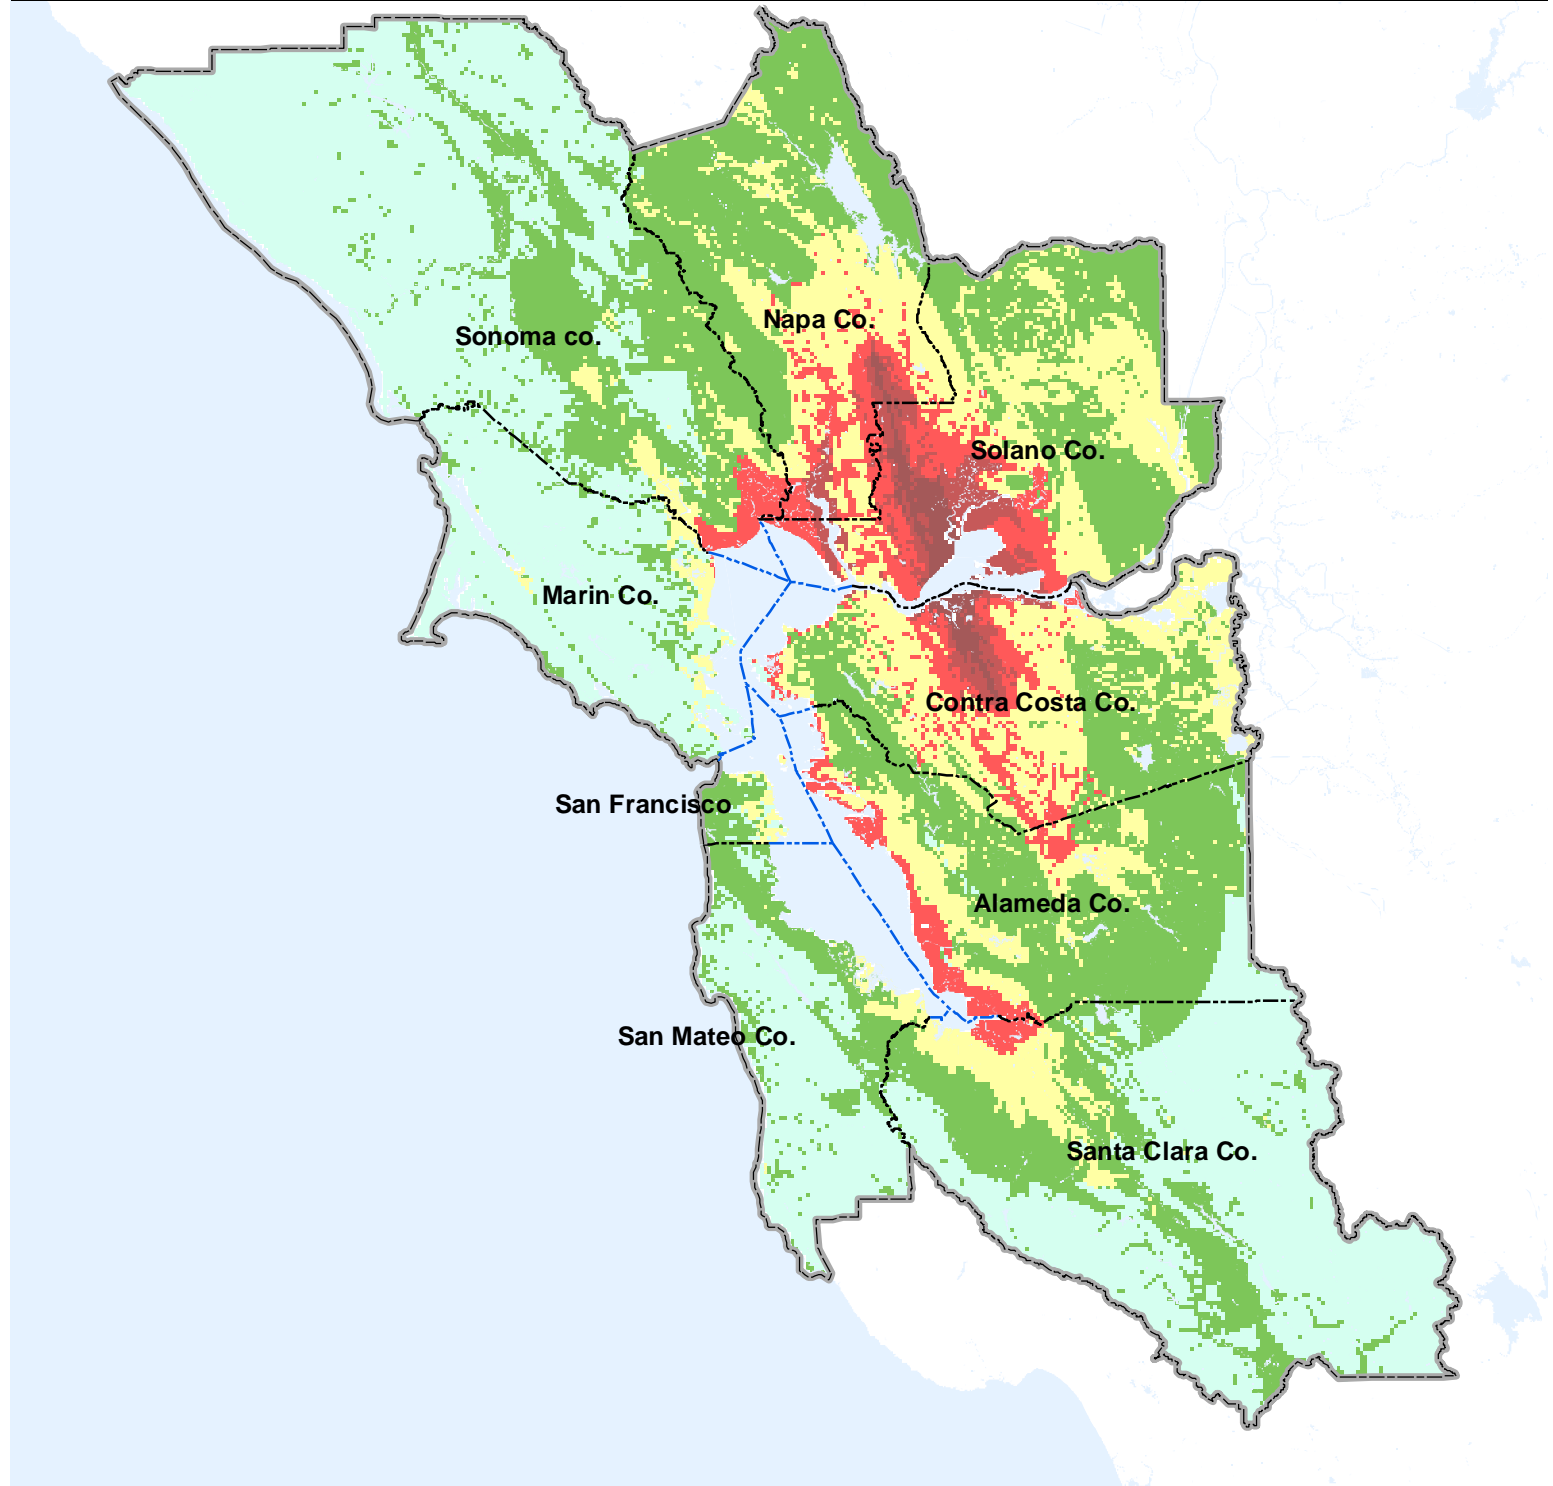 Napa Co.
Sonoma co.
Solano Co.
Marin Co.
Contra Costa Co.
San Francisco
Alameda Co.
San Mateo Co.
Santa Clara Co.